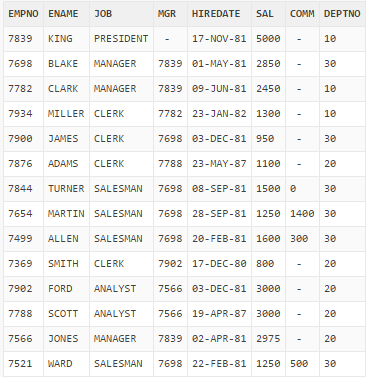 EMPNO ENAME JOB MGR HIREDATE SAL COMM DEPTNO
7839 KING PRESIDENT - 17-NOV-81 5000 - 10
7698 BLAKE MANAGER 7839 01-MAY-81 2850 - 30
7782 CLARK MANAGER 7839 09-JUN-81 2450 - 10
7934 MILLER CLERK 7782 23-JAN-82 1300 - 10
7900 JAMES CLERK 7698 03-DEC-81 950 - 30
7876 ADAMS CLERK 7788 23-MAY-87 1100 - 20
7844 TURNER SALESMAN 7698 08-SEP-81 1500 0 30
7654 MARTIN SALESMAN 7698 28-SEP-81 1250 1400 30
7499 ALLEN SALESMAN 7698 20-FEB-81 1600 300 30
7369 SMITH CLERK 7902 17-DEC-80 800 - 20
7902 FORD ANALYST 7566 03-DEC-81 3000 - 20
7788 SCOTT ANALYST 7566 19-APR-87 3000 - 20
7566 JONES MANAGER 7839 02-APR-81 2975 - 20
7521 WARD SALESMAN 7698 22-FEB-81 1250 500 30